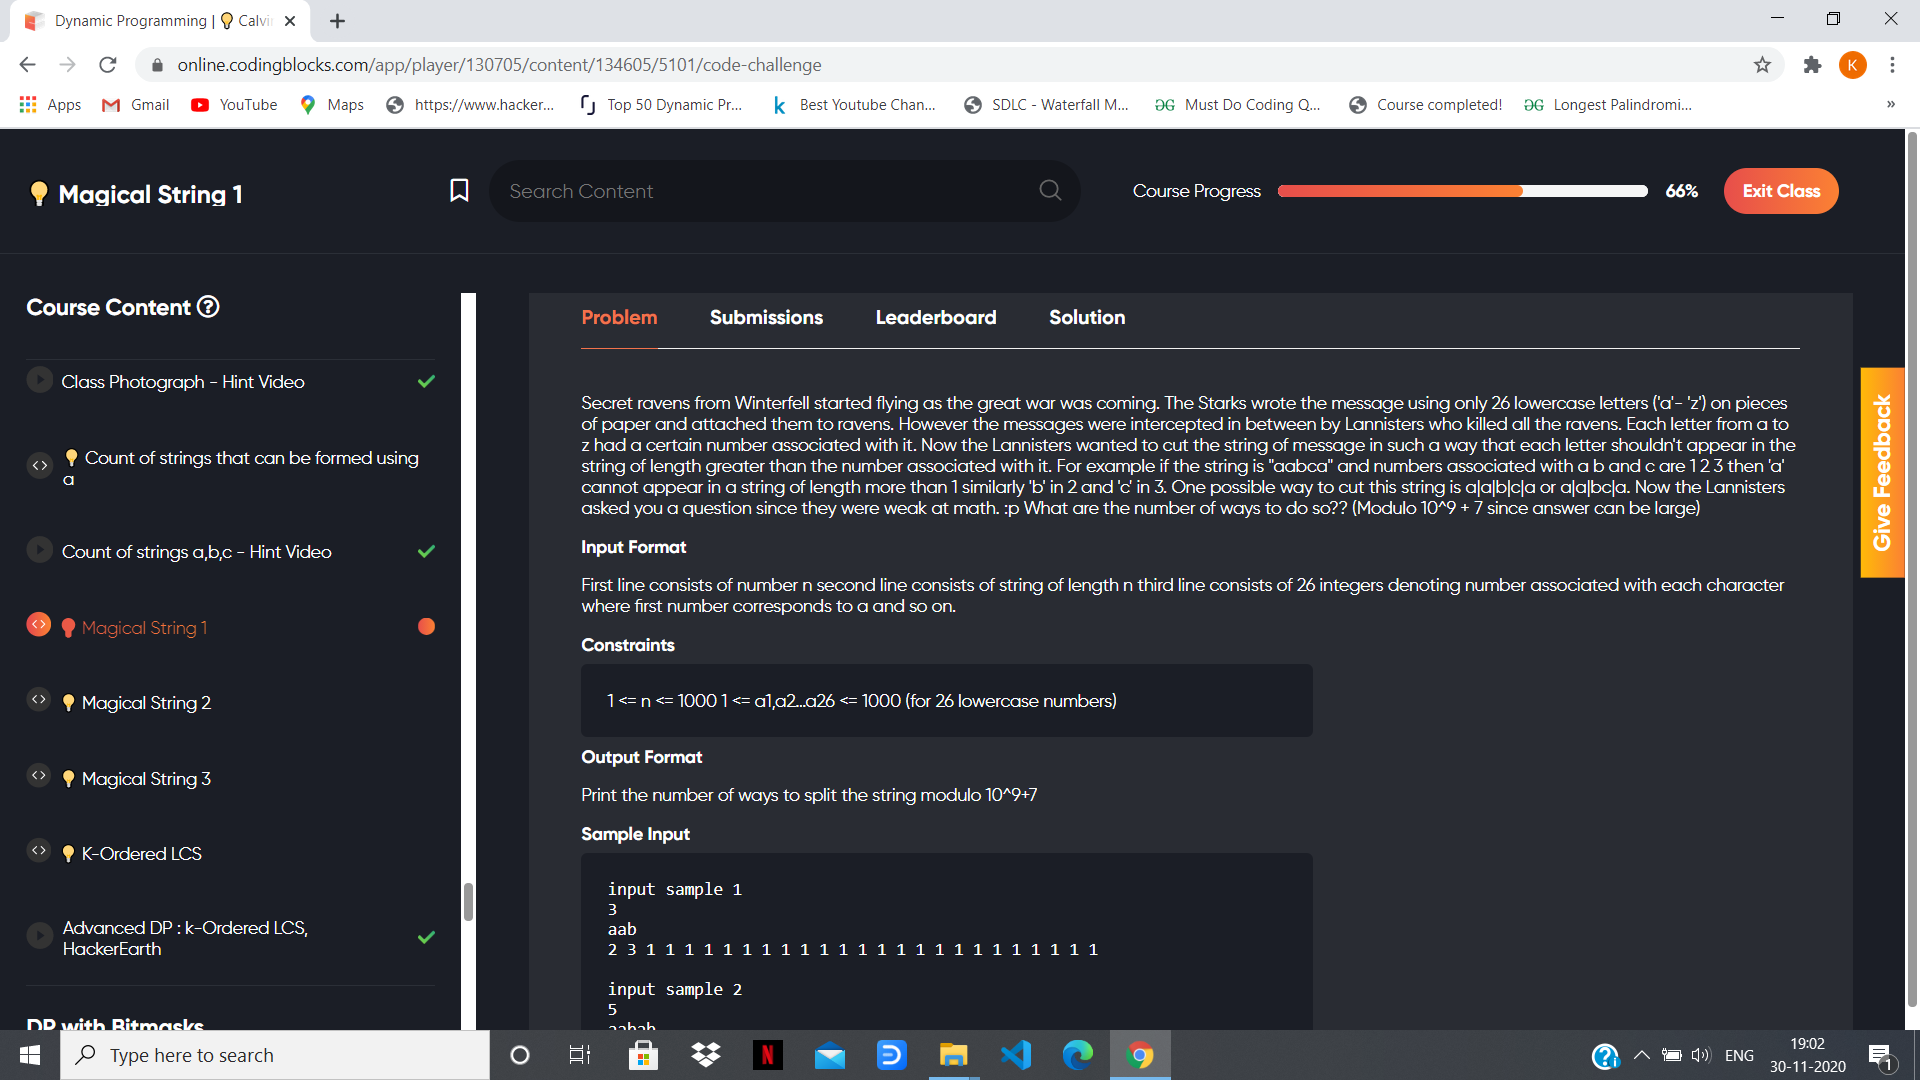 Dynamic Programming | 💡 Calvi
online.codingblocks.com/app/player/130705/content/134605/5101/code-challenge
K
Apps Gmail YouTube Maps https://www.hacker... Top 50 Dynamic Pr... Best Youtube Chan... SDLC - Waterfall M... Must Do Coding Q... Course completed! Longest Palindromi... »
💡 Magical String 1
Search Content
Course Progress 66% Exit Class
Course Content
Class Photograph - Hint Video
💡 Count of strings that can be formed using
a
Count of strings a,b,c - Hint Video
Magical String 1
💡 Magical String 2
💡 Magical String 3
💡 K-Ordered LCS
Advanced DP : k-Ordered LCS,
HackerEarth
DP with Bitmasks
Problem Submissions Leaderboard Solution
Secret ravens from Winterfell started flying as the great war was coming. The Starks wrote the message using only 26 lowercase letters ('a'- 'z') on pieces
of paper and attached them to ravens. However the messages were intercepted in between by Lannisters who killed all the ravens. Each letter from a to
z had a certain number associated with it. Now the Lannisters wanted to cut the string of message in such a way that each letter shouldn't appear in the
string of length greater than the number associated with it. For example if the string is "aabca" and numbers associated with a b and c are 1 2 3 then 'a'
cannot appear in a string of length more than 1 similarly 'b' in 2 and 'c' in 3. One possible way to cut this string is a|a|b|c|a or a|a|bc|a. Now the Lannisters
asked you a question since they were weak at math. :p What are the number of ways to do so?? (Modulo 10^9 + 7 since answer can be large)
Input Format
First line consists of number n second line consists of string of length n third line consists of 26 integers denoting number associated with each character
where first number corresponds to a and so on.
Constraints
1 <= n <= 1000 1 <= a1,a2...a26 <= 1000 (for 26 lowercase numbers)
Output Format
Print the number of ways to split the string modulo 10^9+7
Sample Input
input sample 1
3
aab
2 3 1 1 1 1 1 1 1 1 1 1 1 1 1 1 1 1 1 1 1 1 1 1 1 1
input sample 2
5
aabab
Give Feedback
Type here to search
ENG
19:02
30-11-2020
1